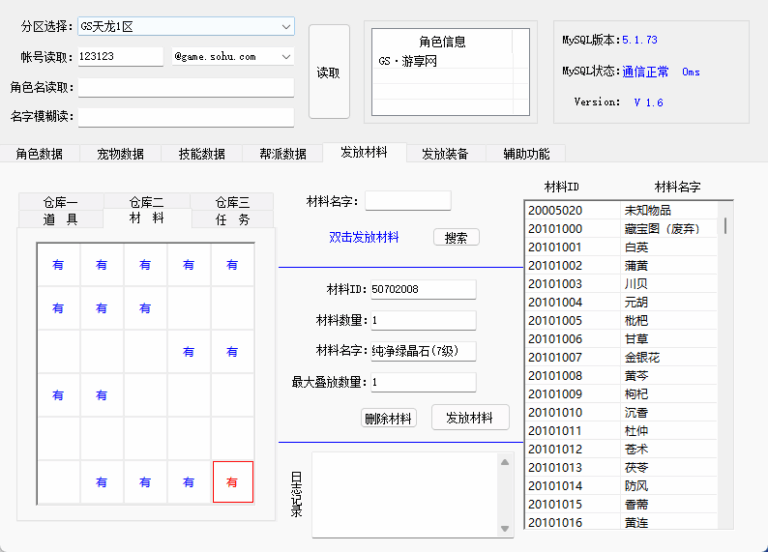 分区选择: GS天龙1区
帐号读取: 123123 @game.sohu.com
角色名读取:
名字模糊读:
读取
角色信息
GS·游享网
MySQL版本:5.1.73
MySQL状态:通信正常 0ms
Version: V 1.6
角色数据 宠物数据 技能数据 帮派数据 发放材料 发放装备 辅助功能
仓库一 仓库二 仓库三
道 具 材 料 任 务
有 有 有 有 有
有 有 有
有 有
有 有
有 有 有 有
材料名字:
双击发放材料 搜索
材料ID: 50702008
材料数量: 1
材料名字: 纯净绿晶石(7级)
最大叠放数量: 1
删除材料 发放材料
日志记录
材料ID 材料名字
20005020 未知物品
20101000 藏宝图（废弃）
20101001 白英
20101002 蒲黄
20101003 川贝
20101004 元胡
20101005 枇杷
20101006 甘草
20101007 金银花
20101008 黄芩
20101009 枸杞
20101010 沉香
20101011 杜仲
20101012 苍术
20101013 茯苓
20101014 防风
20101015 香薷
20101016 黄连